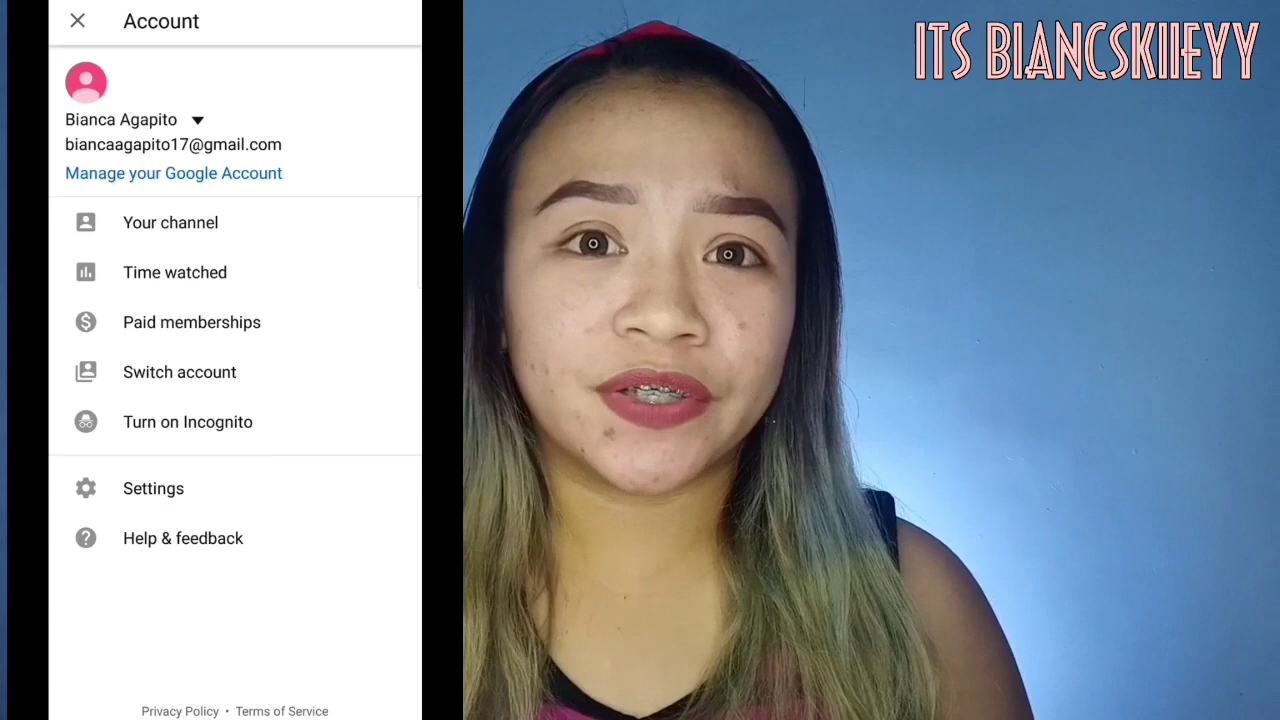 Account
Bianca Agapito
biancaagapito17@gmail.com
Manage your Google Account
Your channel
Time watched
Paid memberships
Switch account
Turn on Incognito
Settings
Help & feedback
Privacy Policy • Terms of Service
ITS BIANCSKIIEYY